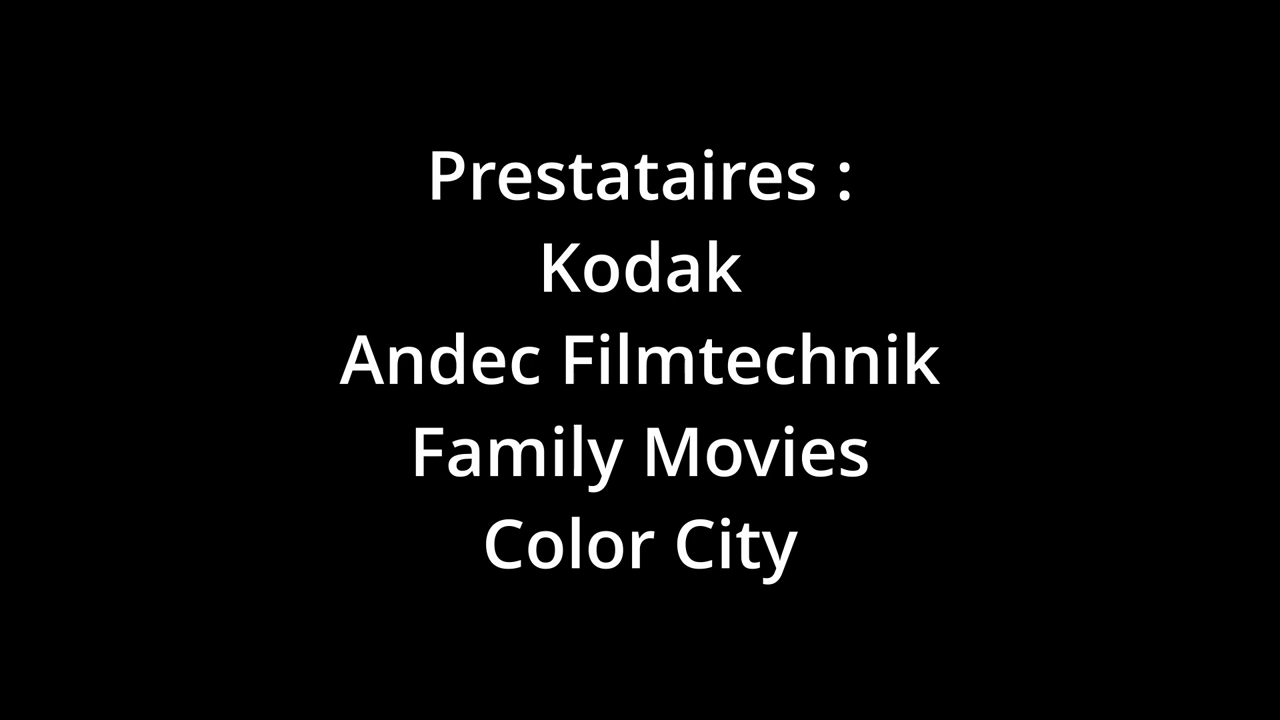 Prestataires :
Kodak
Andec Filmtechnik
Family Movies
Color City